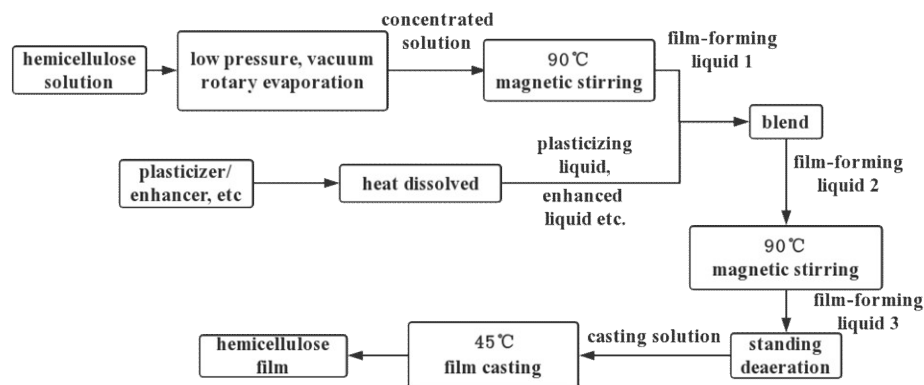 hemicellulose
solution
low pressure, vacuum
rotary evaporation
concentrated
solution
90℃
magnetic stirring
film-forming
liquid 1
blend
plasticizer/
enhancer, etc
heat dissolved
plasticizing
liquid,
enhanced
liquid etc.
film-forming
liquid 2
90℃
magnetic stirring
film-forming
liquid 3
standing
deaeration
casting solution
45℃
film casting
hemicellulose
film